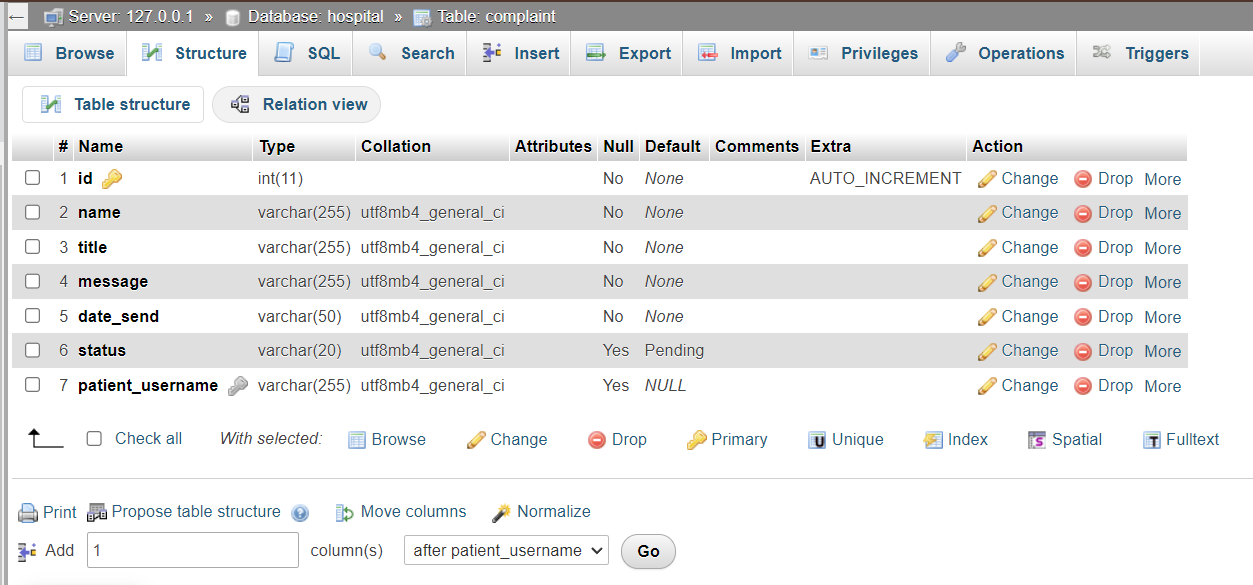 Server: 127.0.0.1 » Database: hospital » Table: complaint
Browse Structure SQL Search Insert Export Import Privileges Operations Triggers
Table structure Relation view
# Name Type Collation Attributes Null Default Comments Extra Action
1 id int(11) No None AUTO_INCREMENT Change Drop More
2 name varchar(255) utf8mb4_general_ci No None Change Drop More
3 title varchar(255) utf8mb4_general_ci No None Change Drop More
4 message varchar(255) utf8mb4_general_ci No None Change Drop More
5 date_send varchar(50) utf8mb4_general_ci No None Change Drop More
6 status varchar(20) utf8mb4_general_ci Yes Pending Change Drop More
7 patient_username varchar(255) utf8mb4_general_ci Yes NULL Change Drop More
Check all With selected: Browse Change Drop Primary Unique Index Spatial Fulltext
Print Propose table structure Move columns Normalize
Add 1 column(s) after patient_username Go